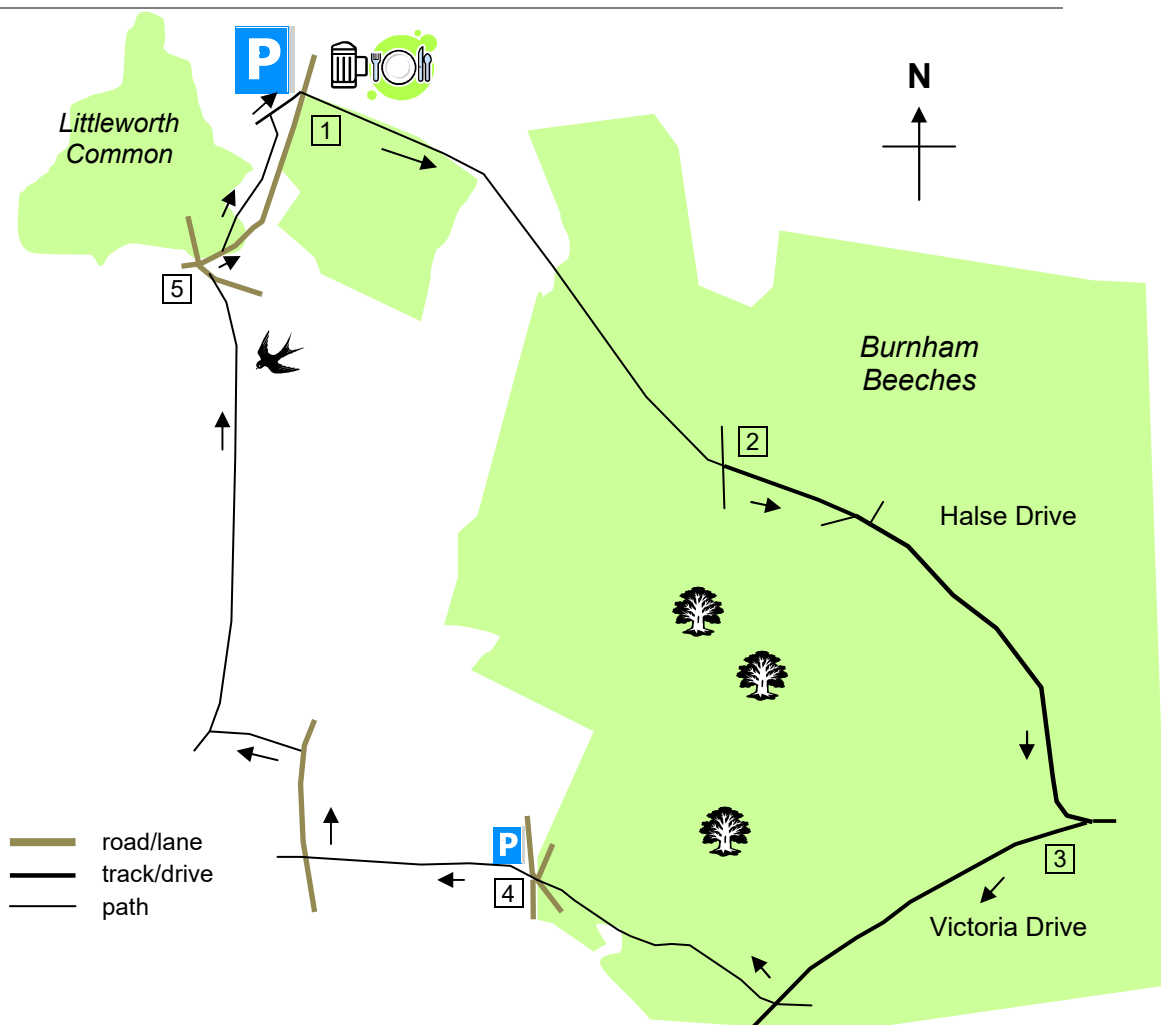 P
N
Littleworth
Common
1
5
Burnham
Beeches
2
Halse Drive
3
Victoria Drive
P
4
road/lane
track/drive
path